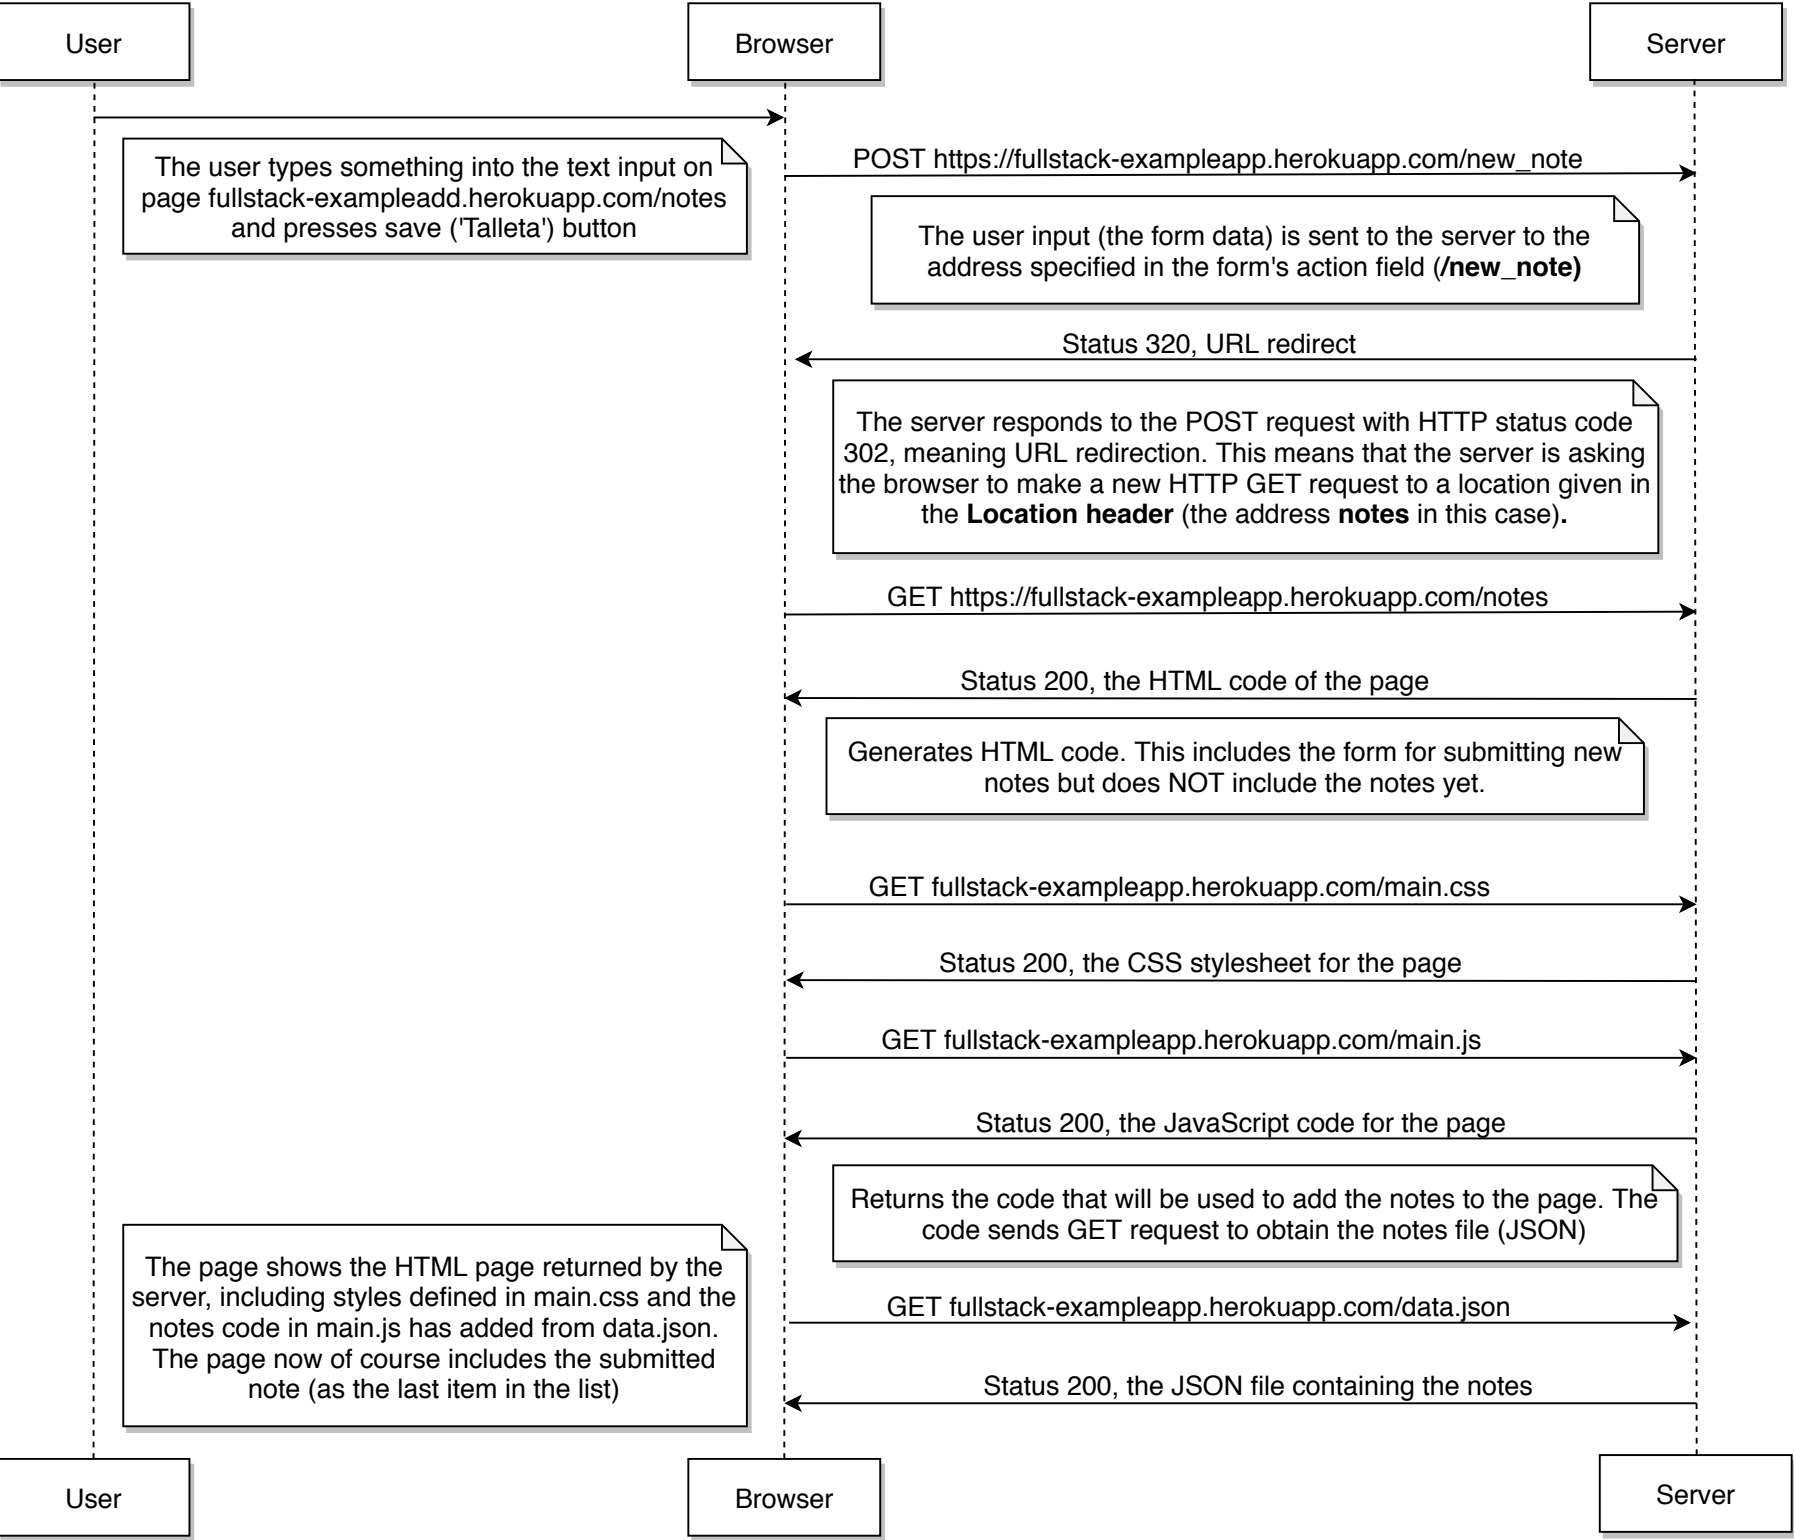 User
Browser
Server
The user types something into the text input on
page fullstack-exampleadd.herokuapp.com/notes
and presses save ('Talleta') button
POST https://fullstack-exampleapp.herokuapp.com/new_note
The user input (the form data) is sent to the server to the
address specified in the form's action field (/new_note)
Status 320, URL redirect
The server responds to the POST request with HTTP status code
302, meaning URL redirection. This means that the server is asking
the browser to make a new HTTP GET request to a location given in
the Location header (the address notes in this case).
GET https://fullstack-exampleapp.herokuapp.com/notes
Status 200, the HTML code of the page
Generates HTML code. This includes the form for submitting new
notes but does NOT include the notes yet.
GET fullstack-exampleapp.herokuapp.com/main.css
Status 200, the CSS stylesheet for the page
GET fullstack-exampleapp.herokuapp.com/main.js
Status 200, the JavaScript code for the page
Returns the code that will be used to add the notes to the page. The
code sends GET request to obtain the notes file (JSON)
The page shows the HTML page returned by the
server, including styles defined in main.css and the
notes code in main.js has added from data.json.
The page now of course includes the submitted
note (as the last item in the list)
GET fullstack-exampleapp.herokuapp.com/data.json
Status 200, the JSON file containing the notes
User
Browser
Server